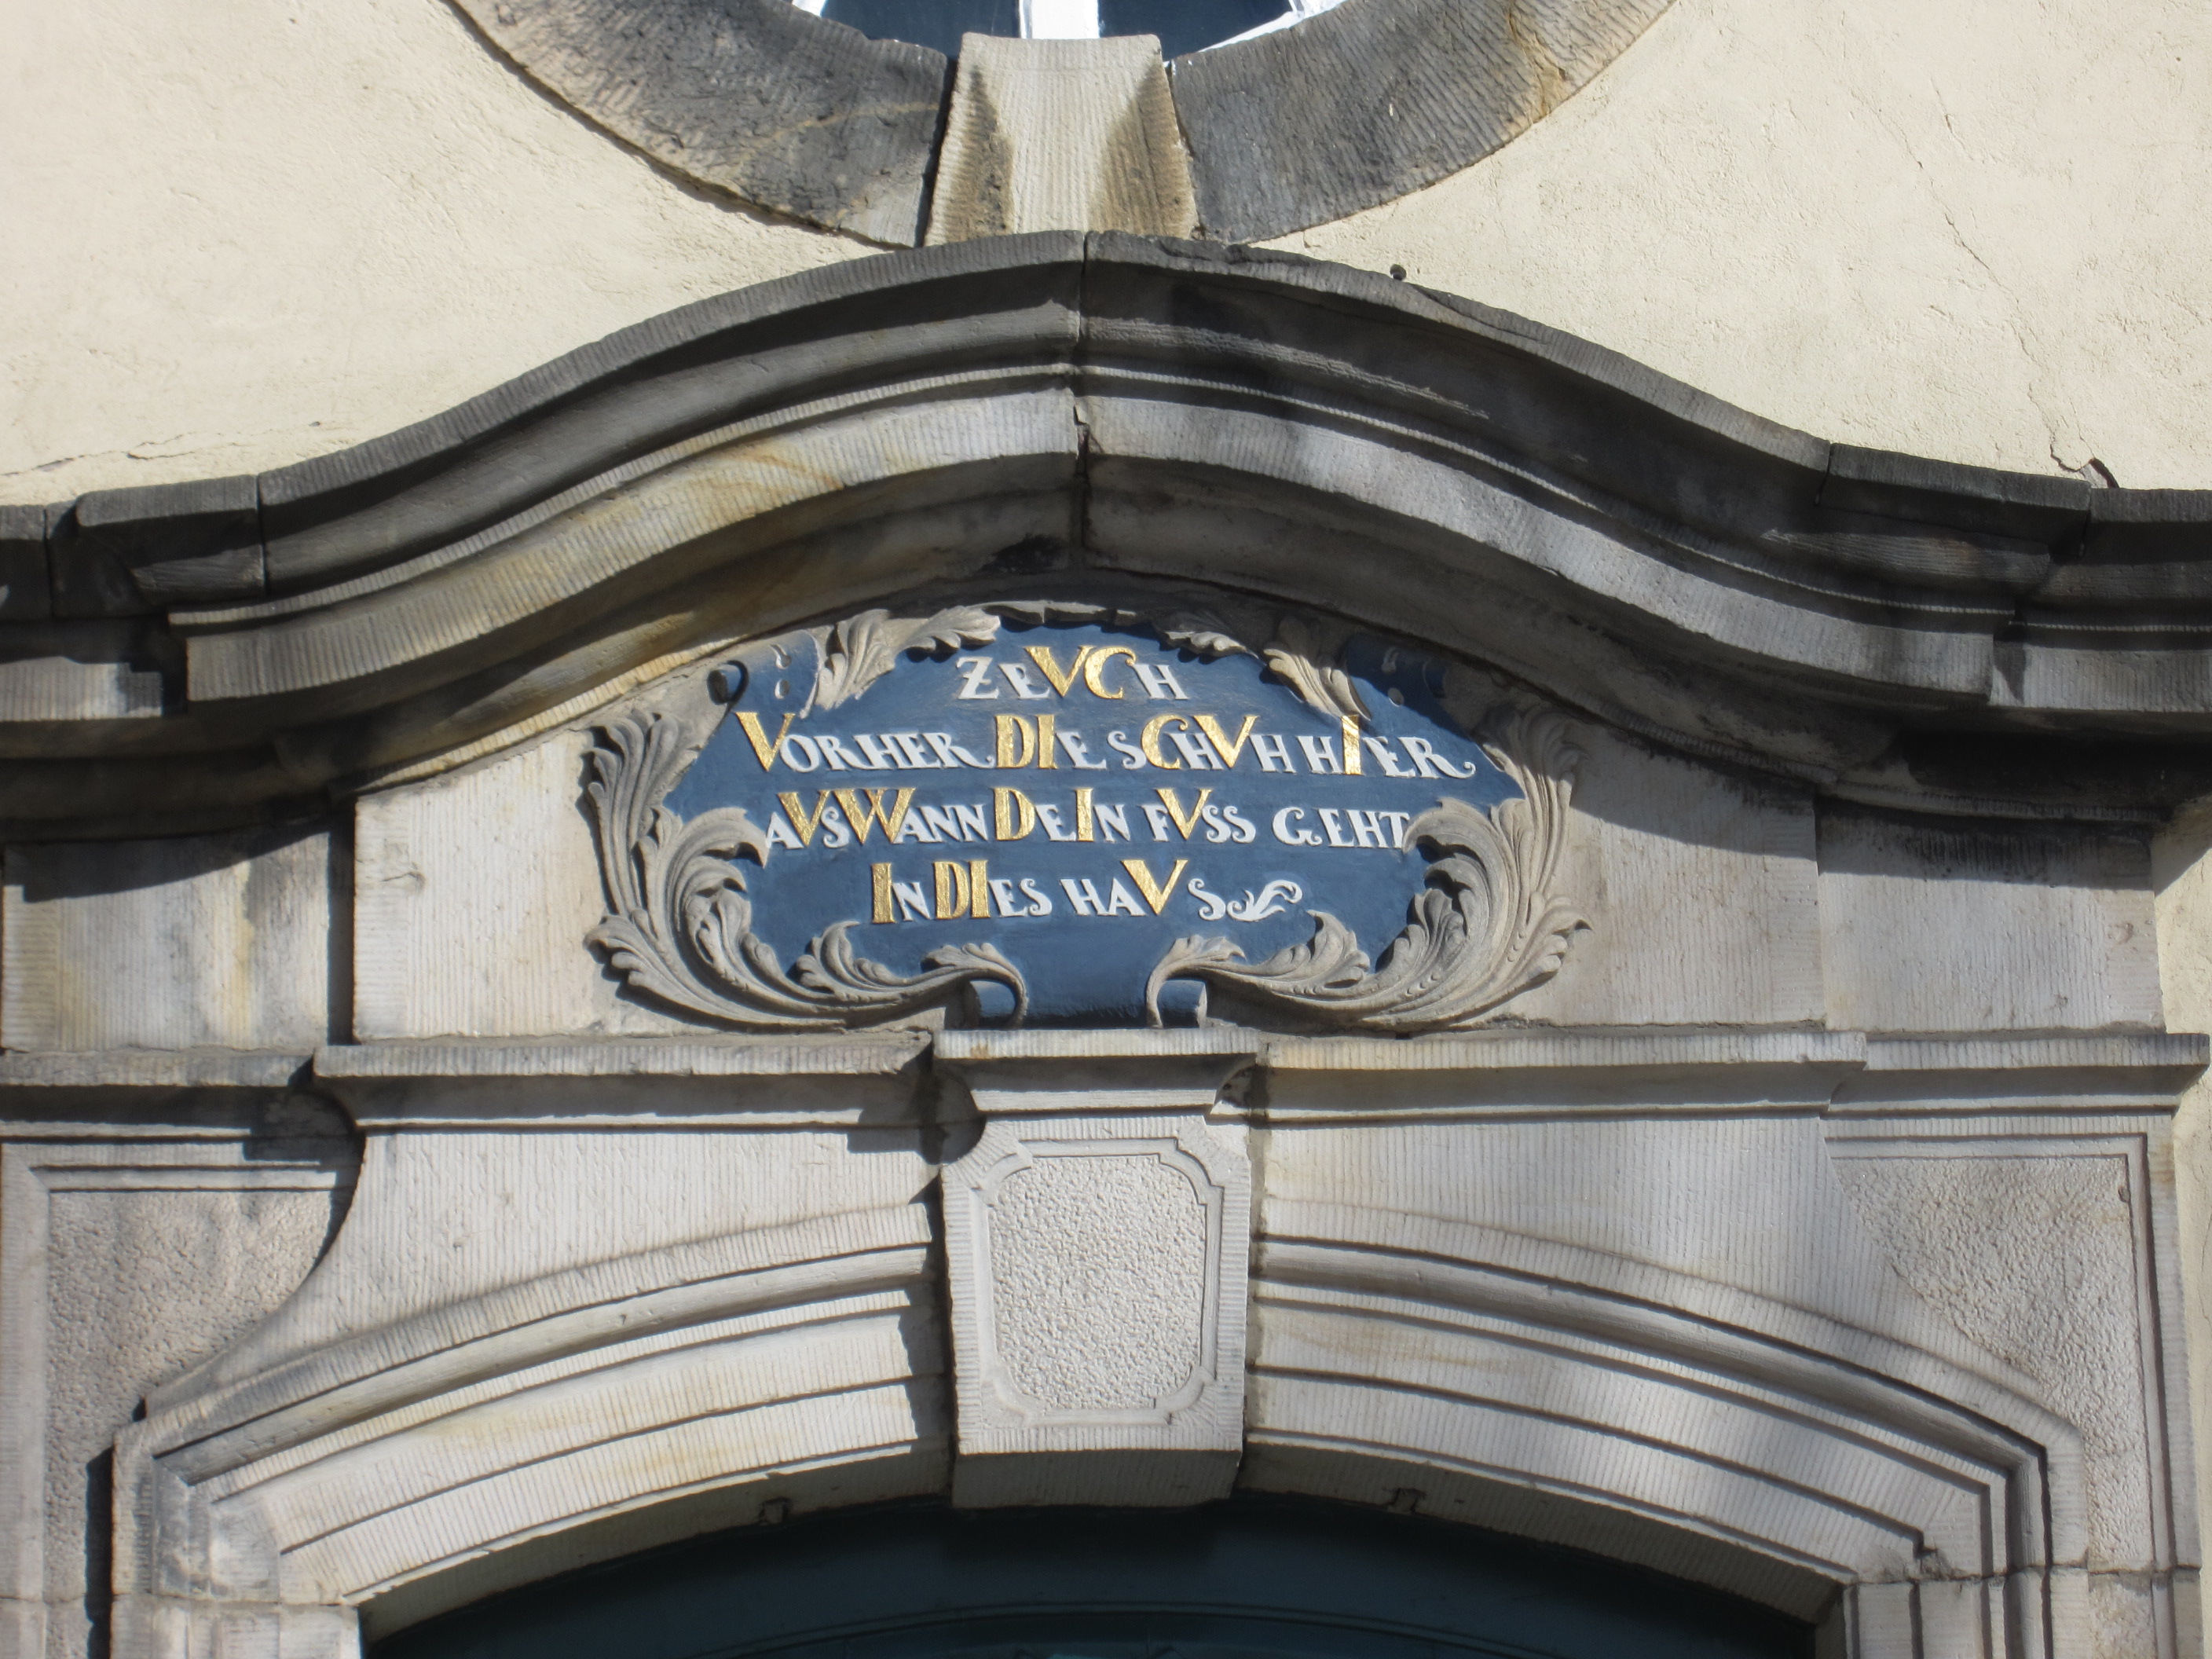 ZEVCH
VORHER DIE SCHVH HIER
AVS WANN DEIN FVSS GEHT
IN DIES HAVS